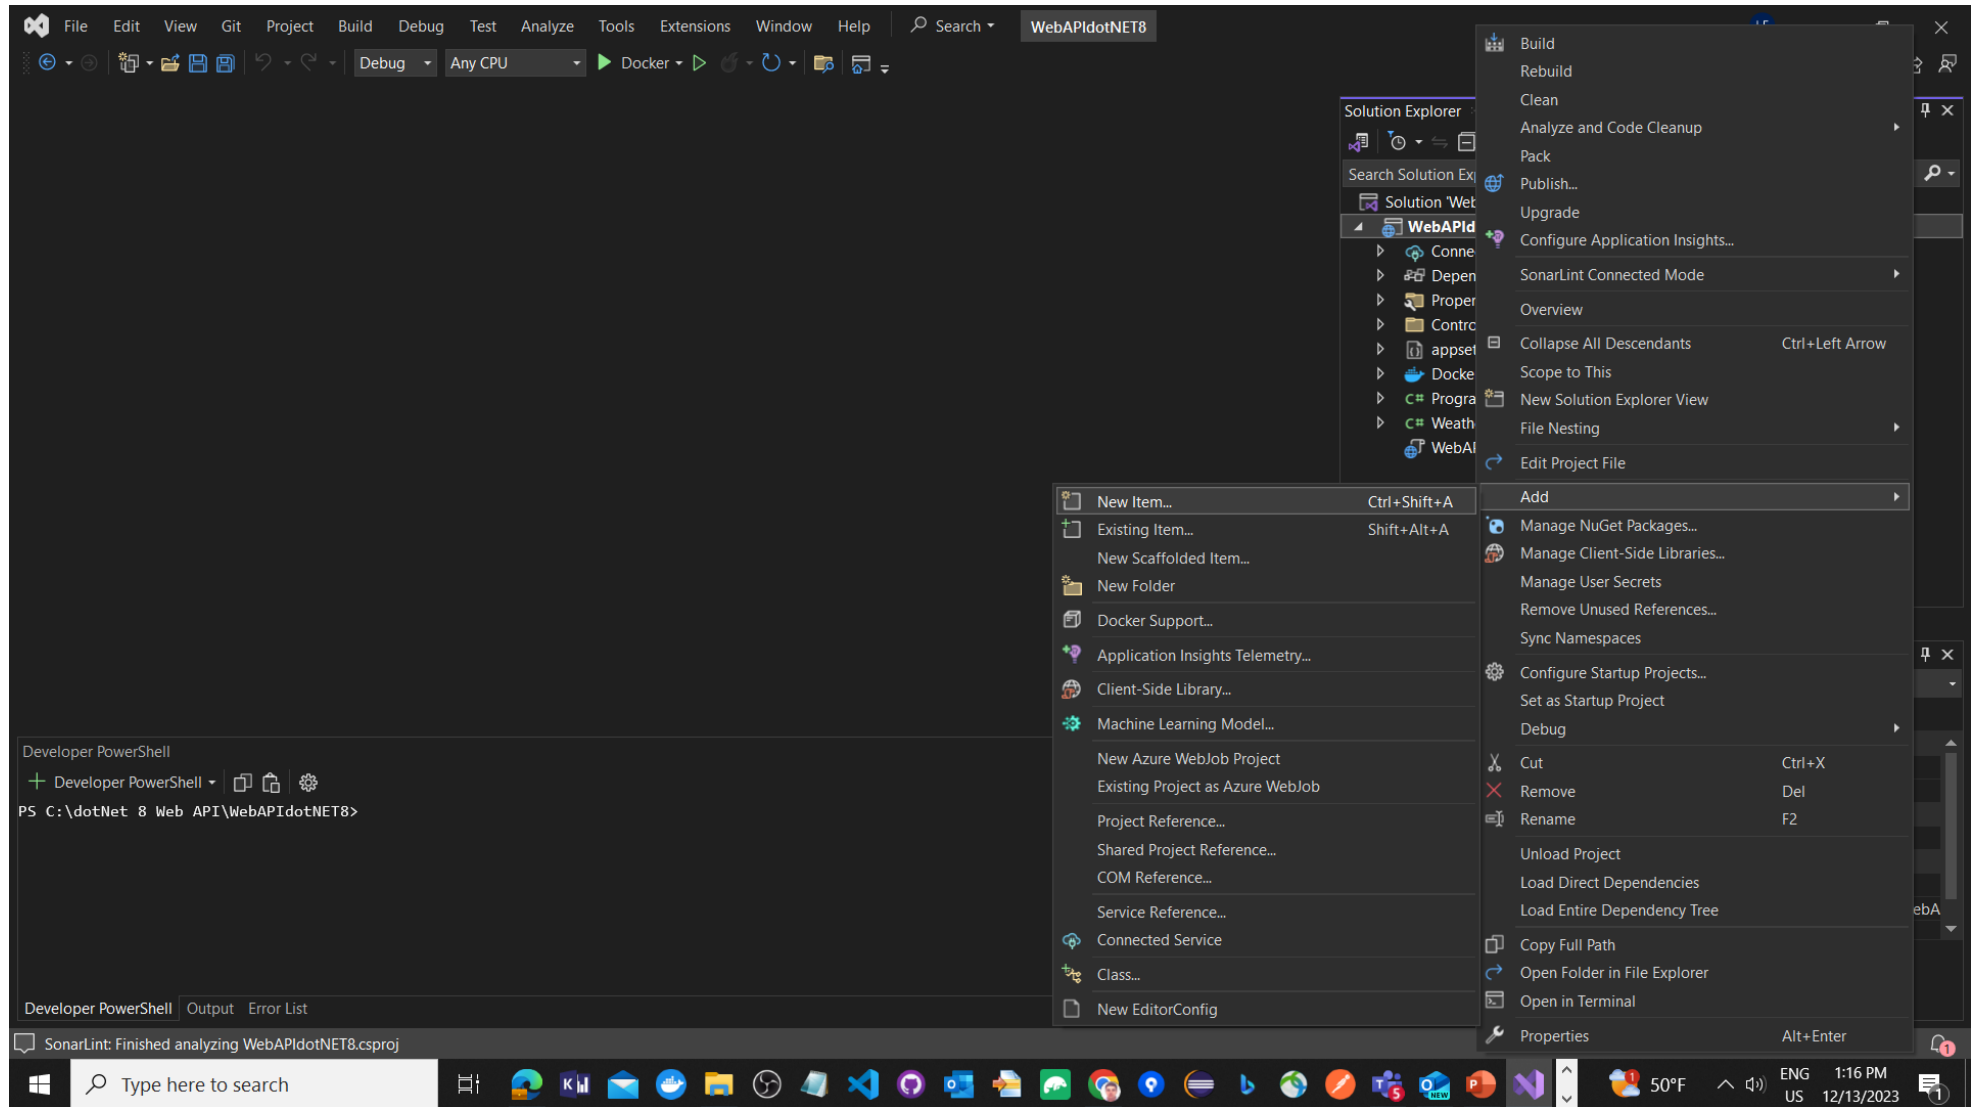 File Edit View Git Project Build Debug Test Analyze Tools Extensions Window Help Search WebAPIdotNET8
Debug Any CPU Docker
Solution Explorer
Search Solution
Solution 'Web
WebAPId
Conne
Depen
Proper
Contro
appset
Docke
Progra
Weath
WebAP
Build
Rebuild
Clean
Analyze and Code Cleanup
Pack
Publish...
Upgrade
Configure Application Insights...
SonarLint Connected Mode
Overview
Collapse All Descendants Ctrl+Left Arrow
Scope to This
New Solution Explorer View
File Nesting
Edit Project File
Add
Manage NuGet Packages...
Manage Client-Side Libraries...
Manage User Secrets
Remove Unused References...
Sync Namespaces
Configure Startup Projects...
Set as Startup Project
Debug
Cut Ctrl+X
Remove Del
Rename F2
Unload Project
Load Direct Dependencies
Load Entire Dependency Tree
Copy Full Path
Open Folder in File Explorer
Open in Terminal
Properties Alt+Enter
New Item... Ctrl+Shift+A
Existing Item... Shift+Alt+A
New Scaffolded Item...
New Folder
Docker Support...
Application Insights Telemetry...
Client-Side Library...
Machine Learning Model...
New Azure WebJob Project
Existing Project as Azure WebJob
Project Reference...
Shared Project Reference...
COM Reference...
Service Reference...
Connected Service
Class...
New EditorConfig
ebA
Developer PowerShell
Developer PowerShell
PS C:\dotNet 8 Web API\WebAPIdotNET8>
Developer PowerShell Output Error List
SonarLint: Finished analyzing WebAPIdotNET8.csproj
1
Type here to search
50°F ENG 1:16 PM
US 12/13/2023